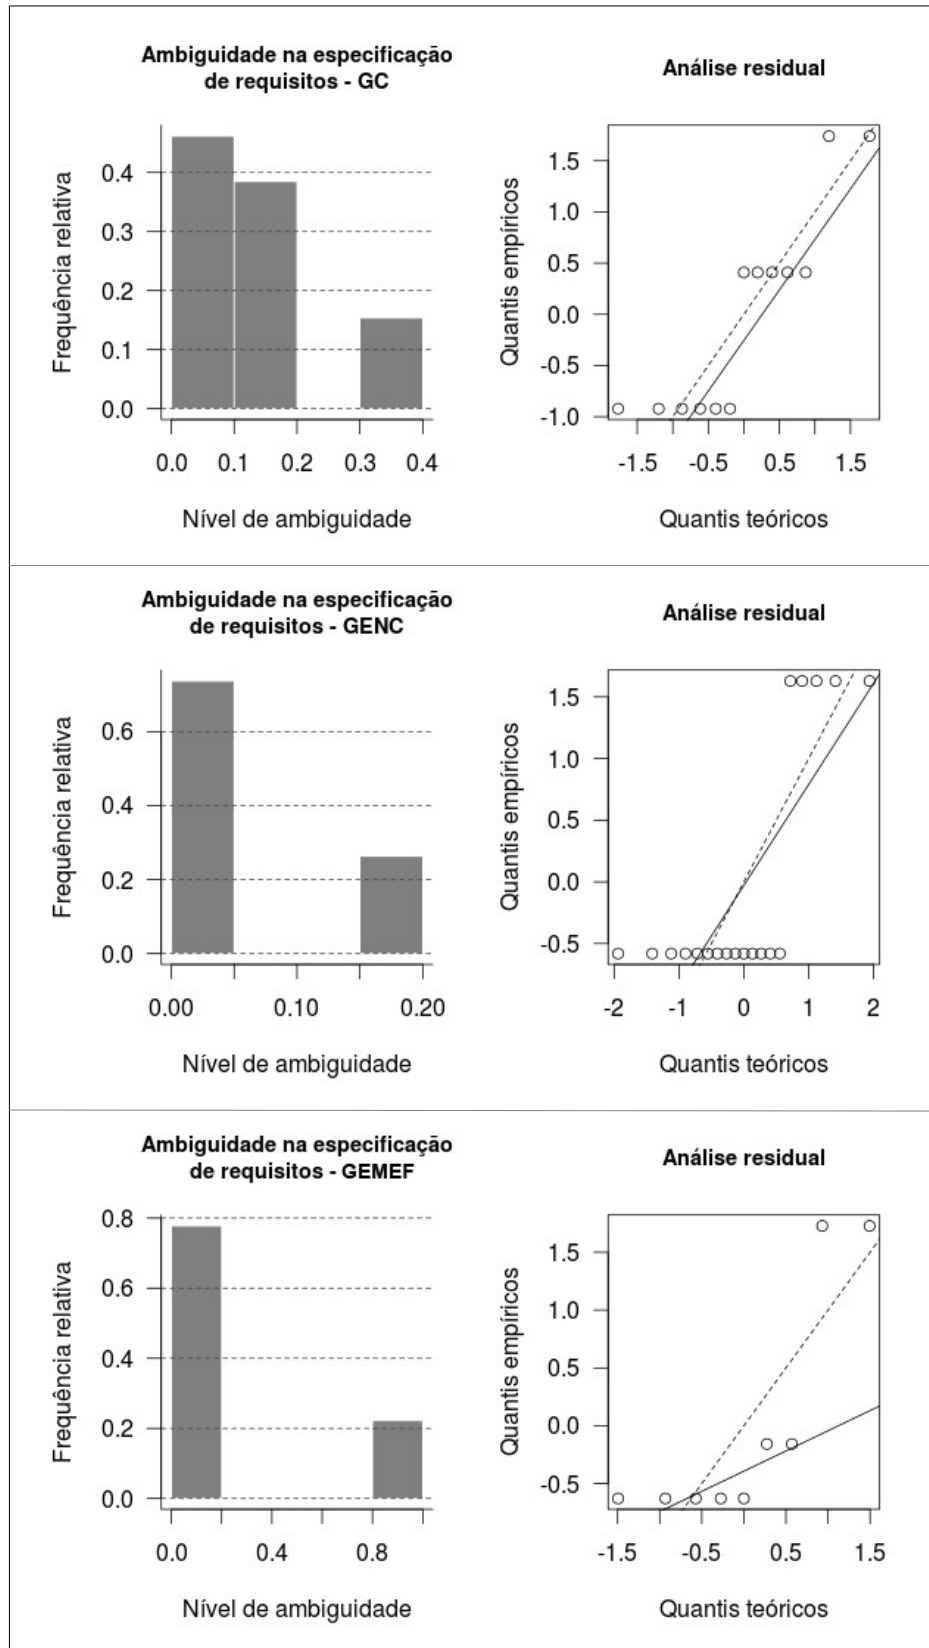 Ambiguidade na especificação
de requisitos - GC
Frequência relativa
0.4
0.3
0.2
0.1
0.0
0.0 0.1 0.2 0.3 0.4
Nível de ambiguidade
Análise residual
Quantis empíricos
1.5
1.0
0.5
0.0
-0.5
-1.0
-1.5 -0.5 0.5 1.5
Quantis teóricos
Ambiguidade na especificação
de requisitos - GENC
Frequência relativa
0.6
0.4
0.2
0.0
0.00 0.10 0.20
Nível de ambiguidade
Análise residual
Quantis empíricos
1.5
1.0
0.5
0.0
-0.5
-2 -1 0 1 2
Quantis teóricos
Ambiguidade na especificação
de requisitos - GEMEF
Frequência relativa
0.8
0.6
0.4
0.2
0.0
0.0 0.4 0.8
Nível de ambiguidade
Análise residual
Quantis empíricos
1.5
1.0
0.5
0.0
-0.5
-1.5 -0.5 0.5 1.5
Quantis teóricos